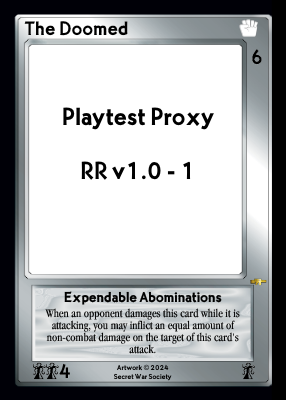 The Doomed
6
Playtest Proxy
RR v1.0 - 1
Expendable Abominations
When an opponent damages this card while it is
attacking, you may inflict an equal amount of
non-combat damage on the target of this card's
attack.
4
Artwork © 2024
Secret War Society